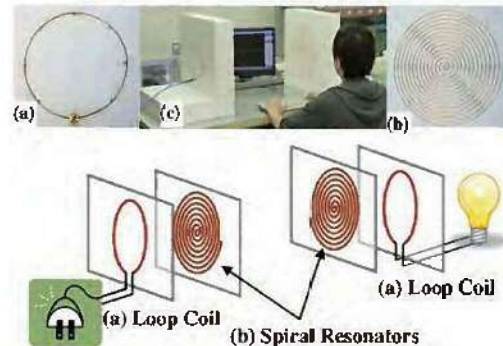 (a)
(c)
(b)
(a) Loop Coil
(a) Loop Coil
(b) Spiral Resonators